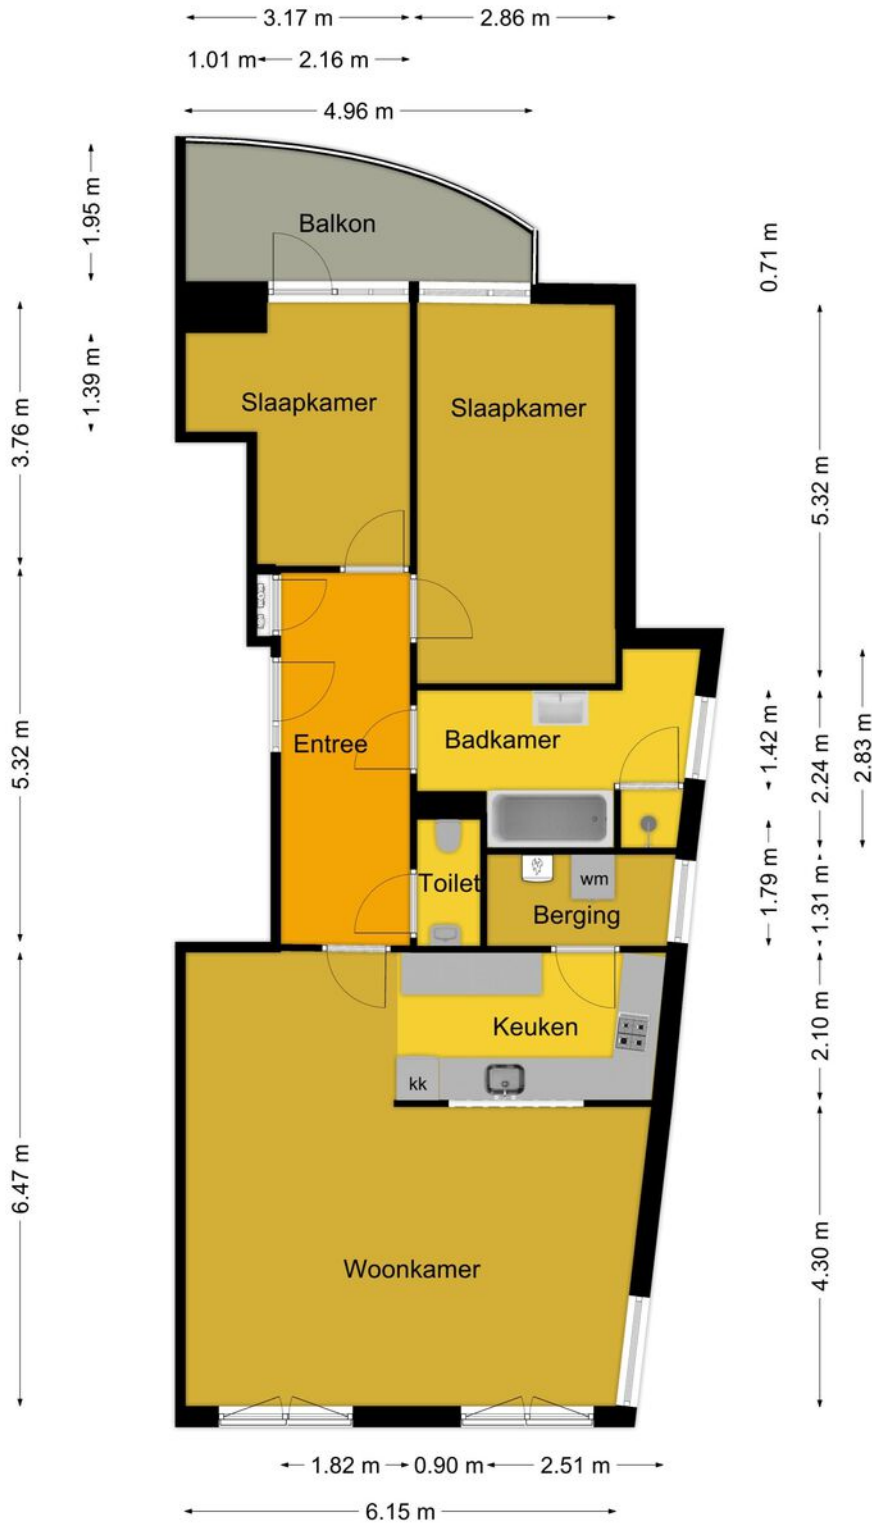 3.17 m
2.86 m
1.01 m
2.16 m
4.96 m
1.95 m
Balkon
0.71 m
1.39 m
3.76 m
Slaapkamer
Slaapkamer
5.32 m
5.32 m
Entree
Badkamer
1.42 m
2.24 m
2.83 m
Toilet
wm
Berging
1.79 m
1.31 m
Keuken
kk
2.10 m
6.47 m
Woonkamer
4.30 m
1.82 m
0.90 m
2.51 m
6.15 m